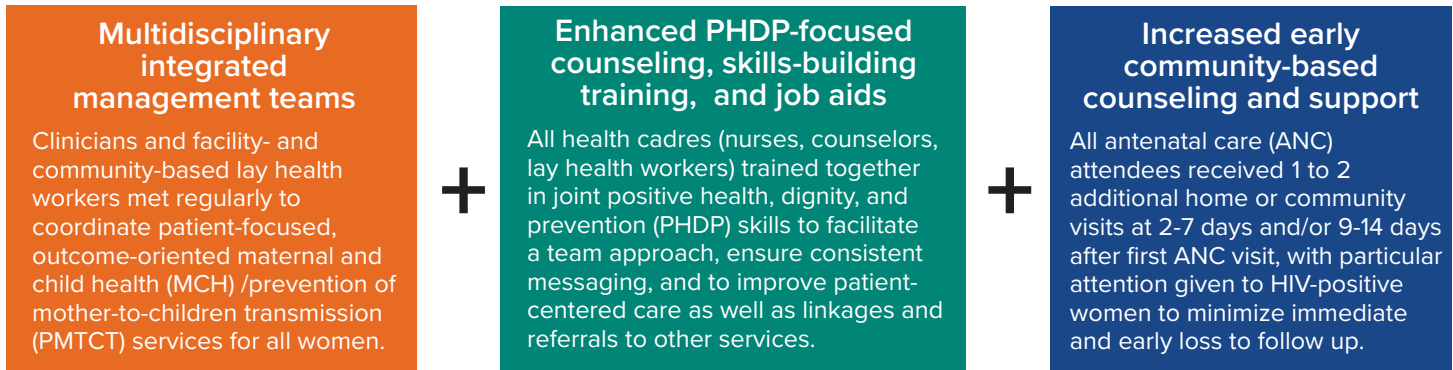 Multidisciplinary
integrated
management teams
Clinicians and facility- and
community-based lay health
workers met regularly to
coordinate patient-focused,
outcome-oriented maternal and
child health (MCH) /prevention of
mother-to-children transmission
(PMTCT) services for all women.
+
Enhanced PHDP-focused
counseling, skills-building
training, and job aids
All health cadres (nurses, counselors,
lay health workers) trained together
in joint positive health, dignity, and
prevention (PHDP) skills to facilitate
a team approach, ensure consistent
messaging, and to improve patient-
centered care as well as linkages and
referrals to other services.
+
Increased early
community-based
counseling and support
All antenatal care (ANC)
attendees received 1 to 2
additional home or community
visits at 2-7 days and/or 9-14 days
after first ANC visit, with particular
attention given to HIV-positive
women to minimize immediate
and early loss to follow up.